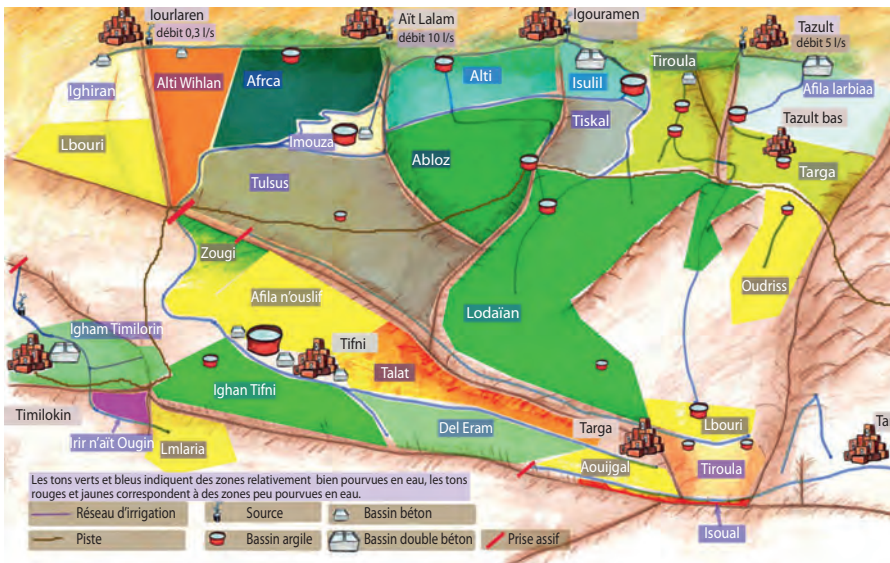 Iourlaren
débit 0,3 l/s
Aït Lalam
débit 10 l/s
Igouramen
Tazult
débit 5 l/s
Tiroula
Ighiran
Alti Wihlan
Afrca
Alti
Isulil
Afila larbiaa
Tazult bas
Imouza
Tiskal
Lbouri
Abloz
Targa
Tulsus
Zougi
Oudriss
Afila n'ouslif
Lodaïan
Igham Timilorin
Tifni
Talat
Ighan Tifni
Timilokin
Del Eram
Targa
Lbouri
Ta
Irir n'aït Ougin
Lmlaria
Aouijgal
Tiroula
Les tons verts et bleus indiquent des zones relativement bien pourvues en eau, les tons
rouges et jaunes correspondent à des zones peu pourvues en eau.
Réseau d'irrigation
Source
Bassin béton
Piste
Bassin argile
Bassin double béton
Prise assif
Isoual